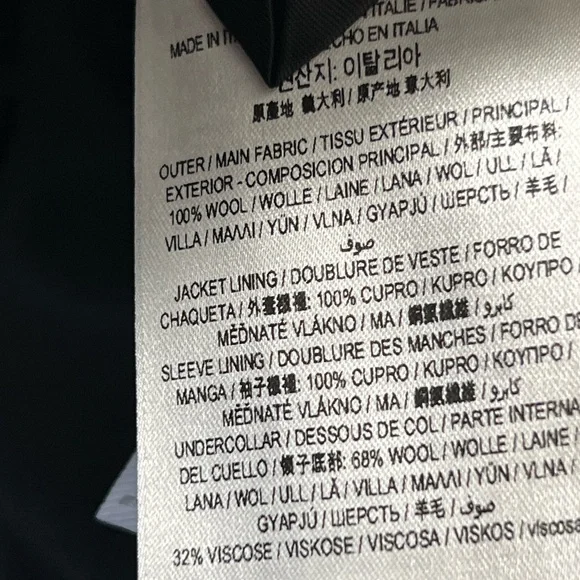 ITALIE /
MADE IN IT CHO EN ITALIA
산지: 이탈리아
原產地 義大利 / 原产地 意大利
OUTER / MAIN FABRIC / TISSU EXTÉRIEUR / PRINCIPAL /
EXTERIOR - COMPOSICION PRINCIPAL / 外部/主要布料:
100% WOOL / WOLLE / LAINE / LANA / WOL / ULL / LÃ /
VILLA / ΜΑΛΛΙ / YÜN / VLNA / GYAPJÚ / ШЕРСТЬ / 羊毛 /
صوف
JACKET LINING / DOUBLURE DE VESTE / FORRO DE
CHAQUETA / 外套襯裡: 100% CUPRO / KUPRO / ΚΟΥΠΡΟ /
MĚĎNATÉ VLÁKNO / MA / 銅氨纖維 / كابرو
SLEEVE LINING / DOUBLURE DES MANCHES / FORRO DE
MANGA / 袖子襯裡: 100% CUPRO / KUPRO / ΚΟΥΠΡΟ /
MĚĎNATÉ VLÁKNO / MA / 銅氨纖維 / كابرو
UNDERCOLLAR / DESSOUS DE COL / PARTE INTERNA
DEL CUELLO / 領子底部: 68% WOOL / WOLLE / LAINE /
LANA / WOL / ULL / LÃ / VILLA / ΜΑΛΛΙ / YÜN / VLNA /
GYAPJÚ / ШЕРСТЬ / 羊毛 / صوف
32% VISCOSE / VISKOSE / VISCOSA / VISKOS / viscosa